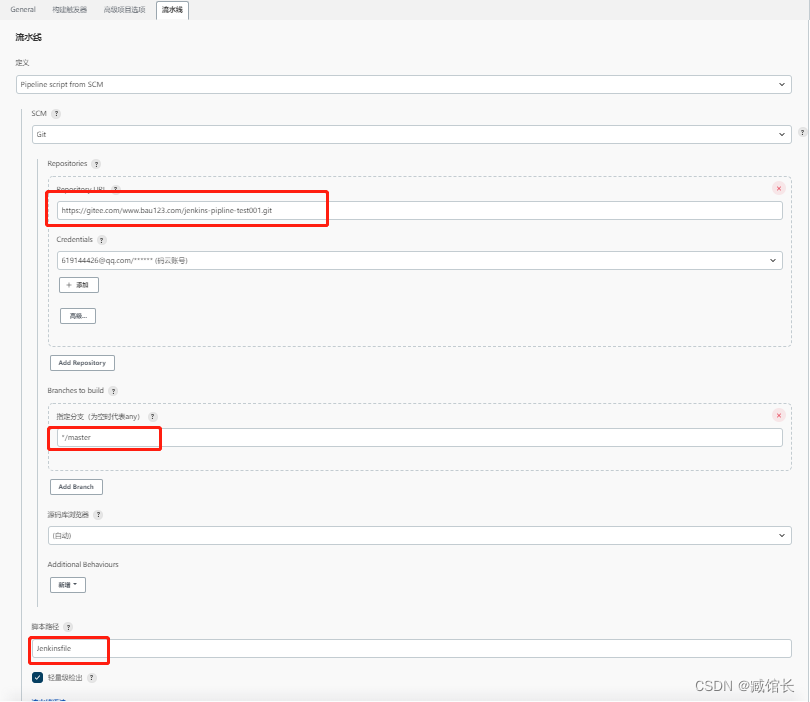 General 构建触发器 高级项目选项 流水线
流水线
定义
Pipeline script from SCM
SCM ?
Git
?
Repositories ?
Repository URL ?
https://gitee.com/www.bau123.com/jenkins-pipline-test001.git
Credentials ?
619144426@qq.com/****** (码云账号)
+ 添加
高级...
Add Repository
Branches to build ?
指定分支（为空时代表any） ?
*/master
Add Branch
源码库浏览器 ?
(自动)
Additional Behaviours
新增
脚本路径 ?
Jenkinsfile
轻量级检出 ?
CSDN @臧馆长